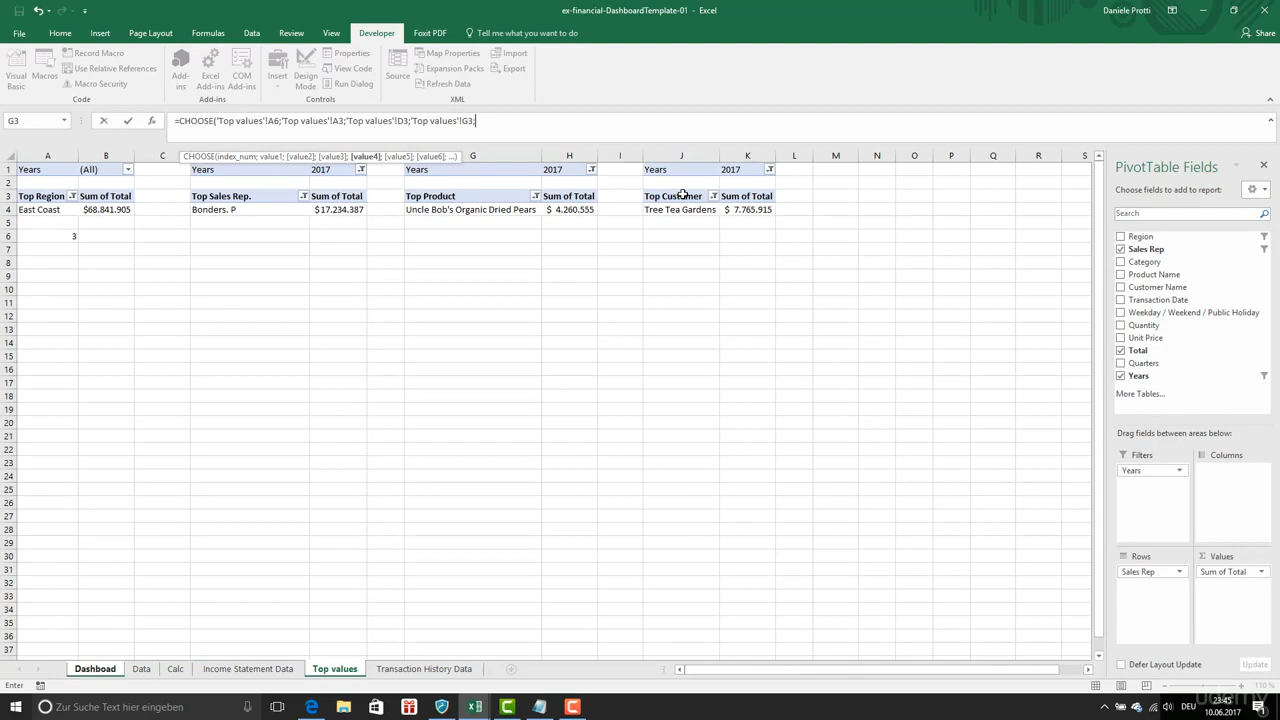 ex-financial-DashboardTemplate-01 - Excel
Daniele Protti
File Home Insert Page Layout Formulas Data Review View Developer Foxit PDF Tell me what you want to do Share
Visual Basic
Macros
Record Macro
Use Relative References
Macro Security
Code
Add-ins
Excel Add-ins
COM Add-ins
Add-ins
Insert
Design Mode
Properties
View Code
Run Dialog
Controls
Source
Map Properties
Expansion Packs
Refresh Data
Import
Export
XML
G3
=CHOOSE('Top values'!A6;'Top values'!A3;'Top values'!D3;'Top values'!G3;
CHOOSE(index_num; value1; [value2]; [value3]; [value4]; [value5]; [value6]; ...)
A B C G H I J K L M N O P Q R S
1 Years (All) Years 2017 Years 2017 Years 2017
2
3 Top Region Sum of Total Top Sales Rep. Sum of Total Top Product Sum of Total Top Customer Sum of Total
4 East Coast $68.841.905 Bonders. P $17.234.387 Uncle Bob's Organic Dried Pears $ 4.260.555 Tree Tea Gardens $ 7.765.915
5
6 3
7
8
9
10
11
12
13
14
15
16
17
18
19
20
21
22
23
24
25
26
27
28
29
30
31
32
33
34
35
36
37
PivotTable Fields
Choose fields to add to report:
Search
Region
Sales Rep
Category
Product Name
Customer Name
Transaction Date
Weekday / Weekend / Public Holiday
Quantity
Unit Price
Total
Quarters
Years
More Tables...
Drag fields between areas below:
Filters Columns
Years
Rows Σ Values
Sales Rep Sum of Total
Defer Layout Update Update
Dashboad Data Calc Income Statement Data Top values Transaction History Data
Enter
110 %
Zur Suche Text hier eingeben
DEU
23:45
10.06.2017